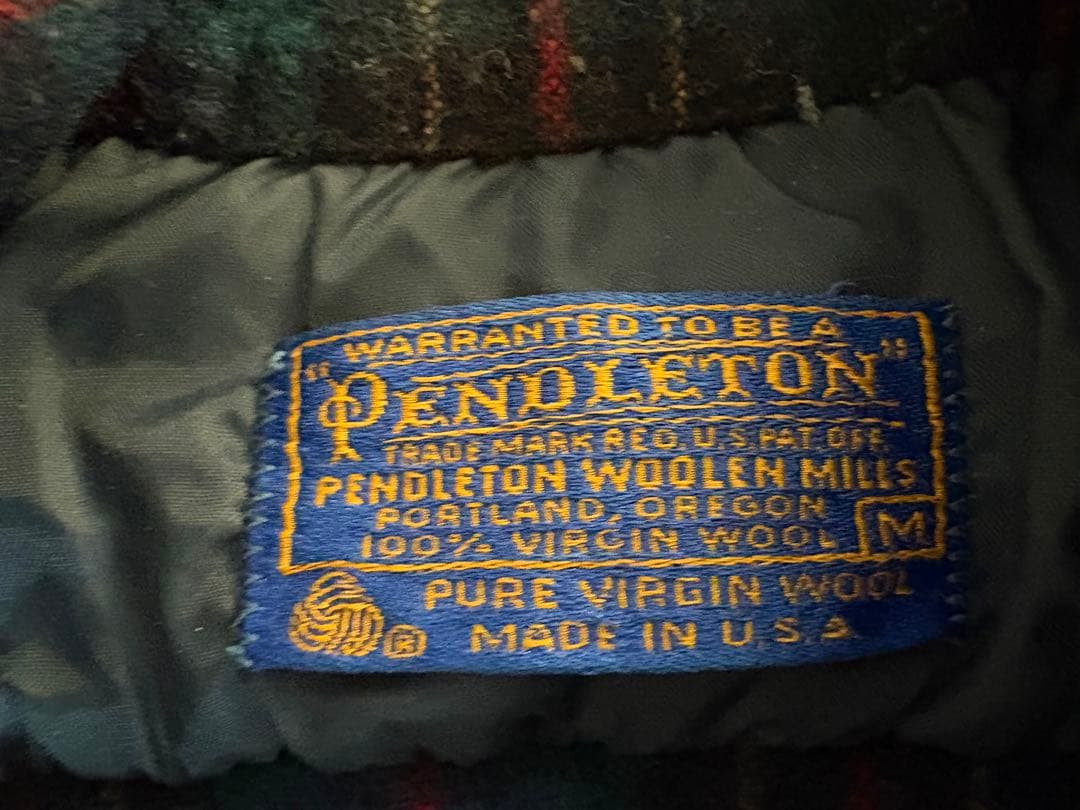 WARRANTED TO BE A
"PENDLETON"
TRADE MARK REG. U.S. PAT. OFF.
PENDLETON WOOLEN MILLS
PORTLAND, OREGON
100% VIRGIN WOOL M
PURE VIRGIN WOOL
® MADE IN U.S.A.